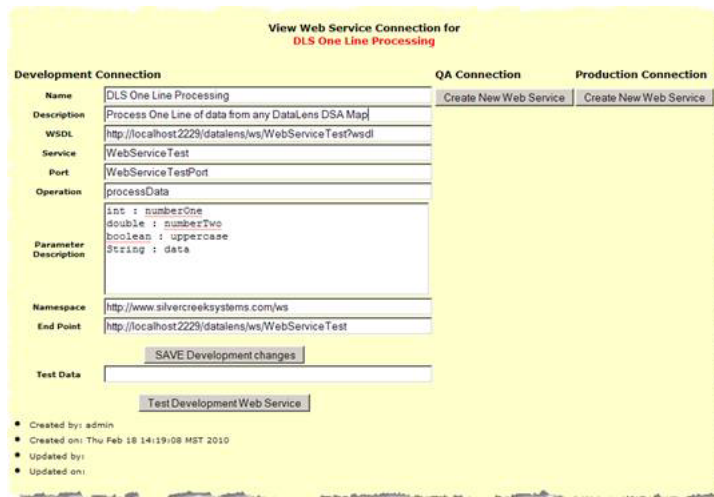 View Web Service Connection for
DLS One Line Processing
Development Connection
QA Connection
Production Connection
Name
DLS One Line Processing
Create New Web Service
Create New Web Service
Description
Process One Line of data from any DataLens DSA Map
WSDL
http://localhost:2229/datalens/ws/WebServiceTest?wsdl
Service
WebServiceTest
Port
WebServiceTestPort
Operation
processData
Parameter Description
int : numberOne
double : numberTwo
boolean : uppercase
String : data
Namespace
http://www.silvercreeksystems.com/ws
End Point
http://localhost:2229/datalens/ws/WebServiceTest
SAVE Development changes
Test Data
Test Development Web Service
Created by: admin
Created on: Thu Feb 18 14:19:08 MST 2010
Updated by:
Updated on: